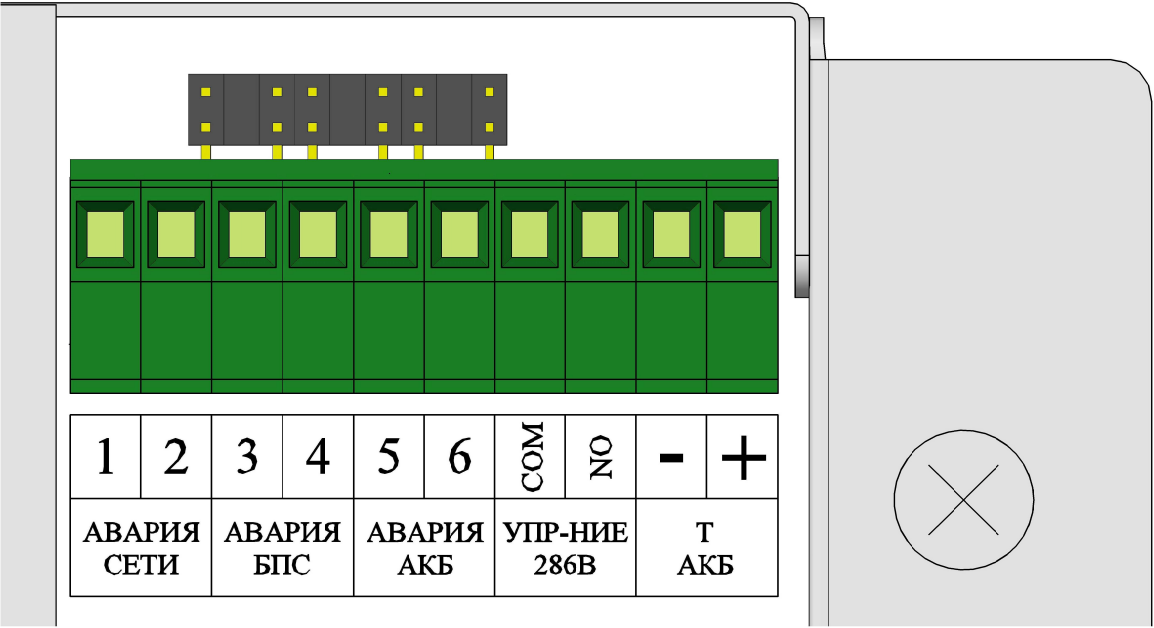 1 2 3 4 5 6 COM NO - +
АВАРИЯ АВАРИЯ АВАРИЯ УПР-НИЕ Т
СЕТИ БПС АКБ 286В АКБ